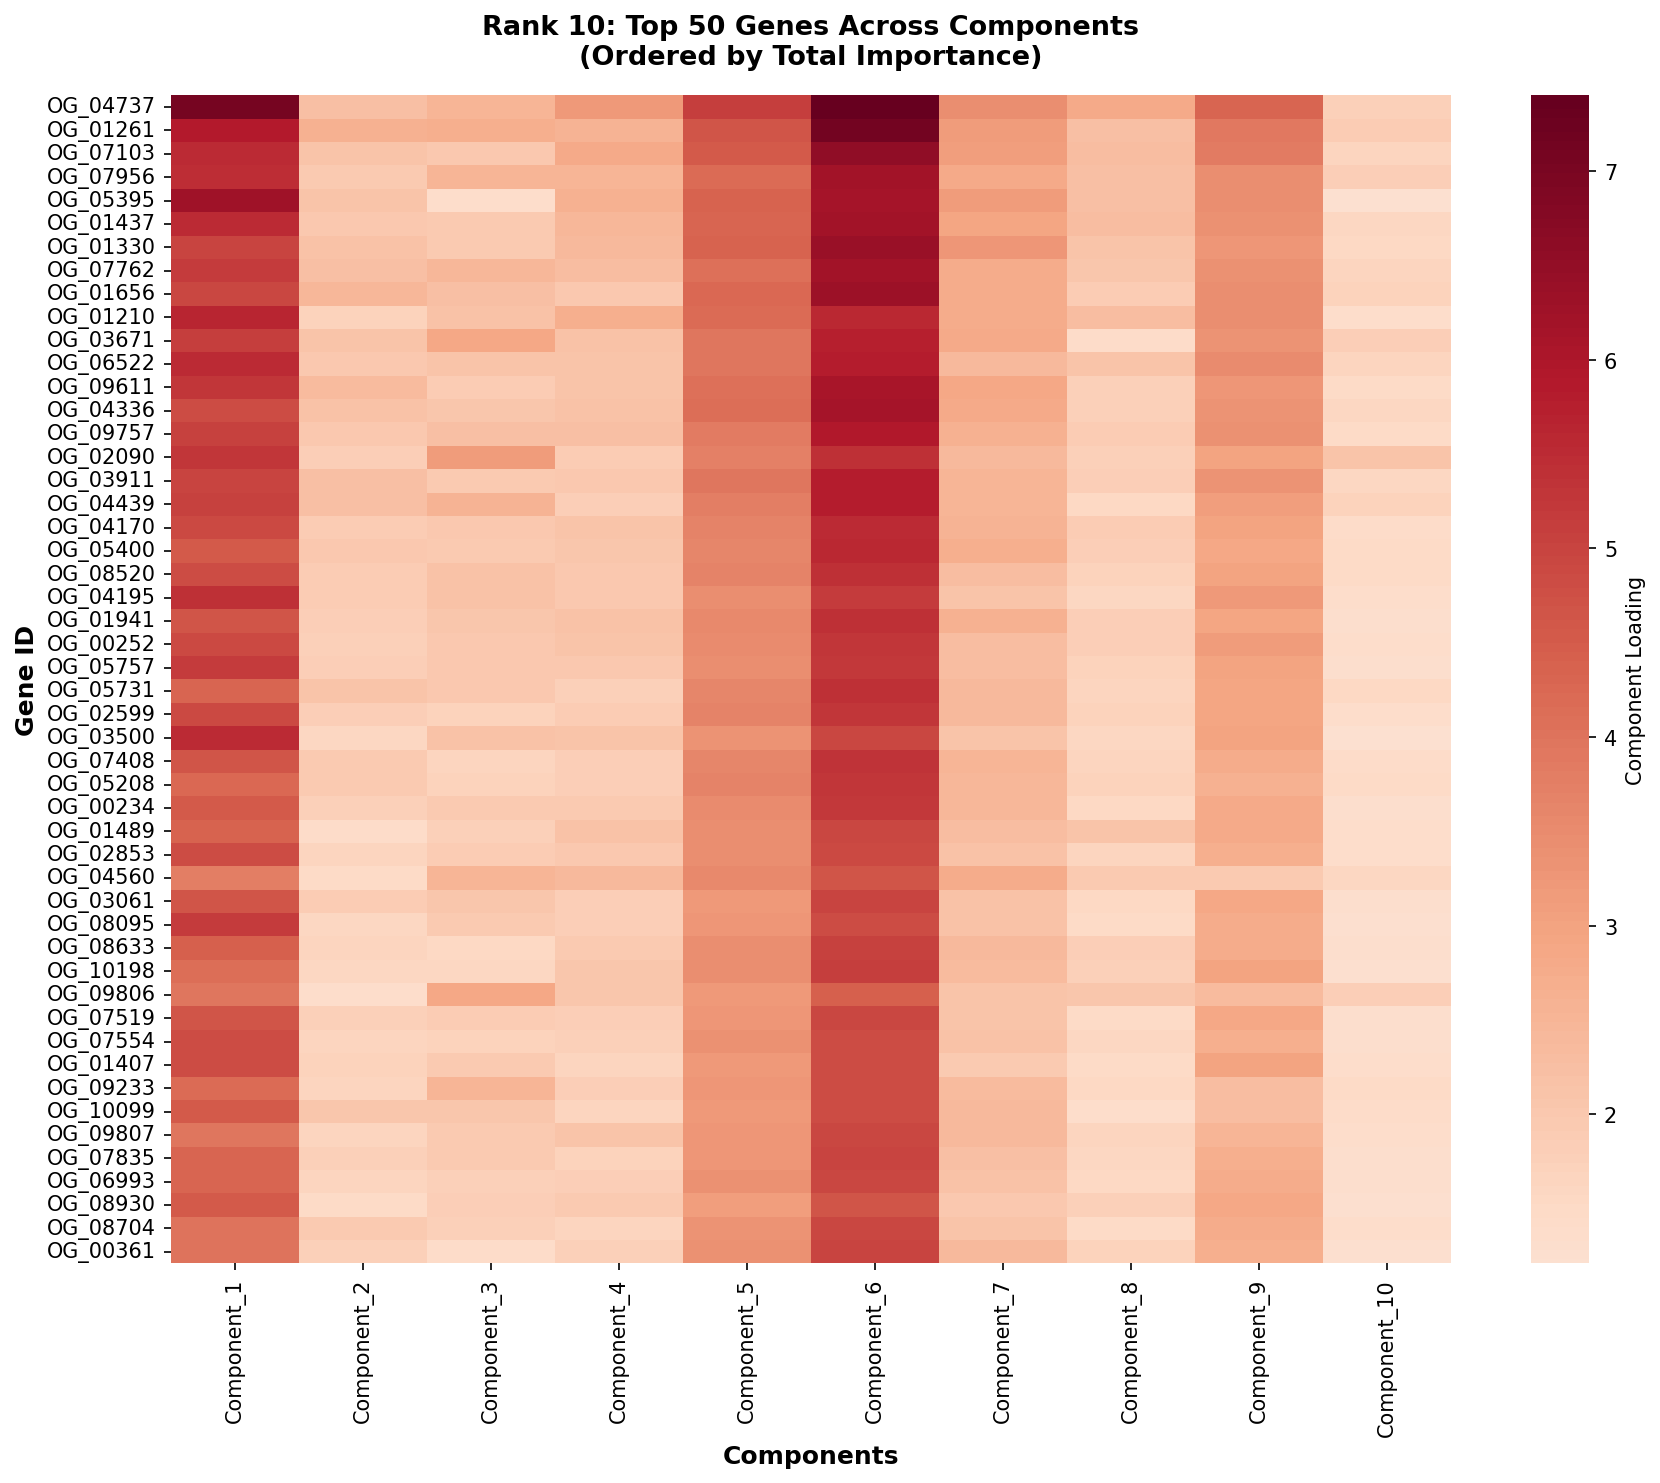 Rank 10: Top 50 Genes Across Components
(Ordered by Total Importance)
Gene ID
OG_04737
OG_01261
OG_07103
OG_07956
OG_05395
OG_01437
OG_01330
OG_07762
OG_01656
OG_01210
OG_03671
OG_06522
OG_09611
OG_04336
OG_09757
OG_02090
OG_03911
OG_04439
OG_04170
OG_05400
OG_08520
OG_04195
OG_01941
OG_00252
OG_05757
OG_05731
OG_02599
OG_03500
OG_07408
OG_05208
OG_00234
OG_01489
OG_02853
OG_04560
OG_03061
OG_08095
OG_08633
OG_10198
OG_09806
OG_07519
OG_07554
OG_01407
OG_09233
OG_10099
OG_09807
OG_07835
OG_06993
OG_08930
OG_08704
OG_00361
Component_1
Component_2
Component_3
Component_4
Component_5
Component_6
Component_7
Component_8
Component_9
Component_10
Components
7
6
5
4
3
2
Component Loading